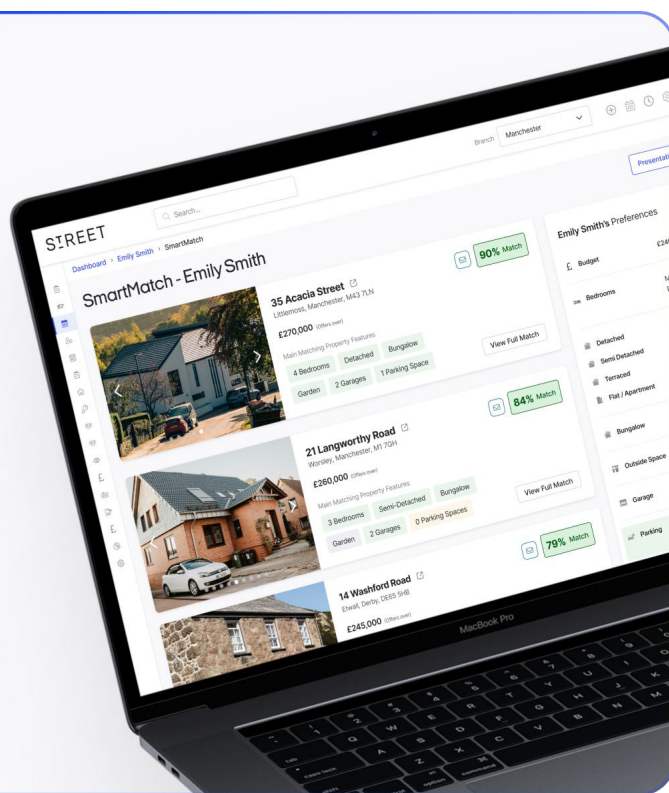 STREET
Search...
Branch
Manchester
Dashboard > Emily Smith > SmartMatch
SmartMatch - Emily Smith
35 Acacia Street
Littlemoss, Manchester, M43 7LN
£270,000 (Offers over)
90% Match
Main Matching Property Features
4 Bedrooms
Detached
Bungalow
Garden
2 Garages
1 Parking Space
View Full Match
21 Langworthy Road
Worsley, Manchester, M1 7GH
£260,000 (Offers over)
84% Match
Main Matching Property Features
3 Bedrooms
Semi-Detached
Bungalow
Garden
2 Garages
0 Parking Spaces
View Full Match
14 Washford Road
Etwall, Derby, DE65 5HB
£245,000 (Offers over)
79% Match
Emily Smith's Preferences
£ Budget
Bedrooms
Detached
Semi Detached
Terraced
Flat / Apartment
Bungalow
Outside Space
Garage
Parking
MacBook Pro
tab
Q W E R T Y U I O
caps lock
A S D F G H J K
Z X C V B N M
option
command